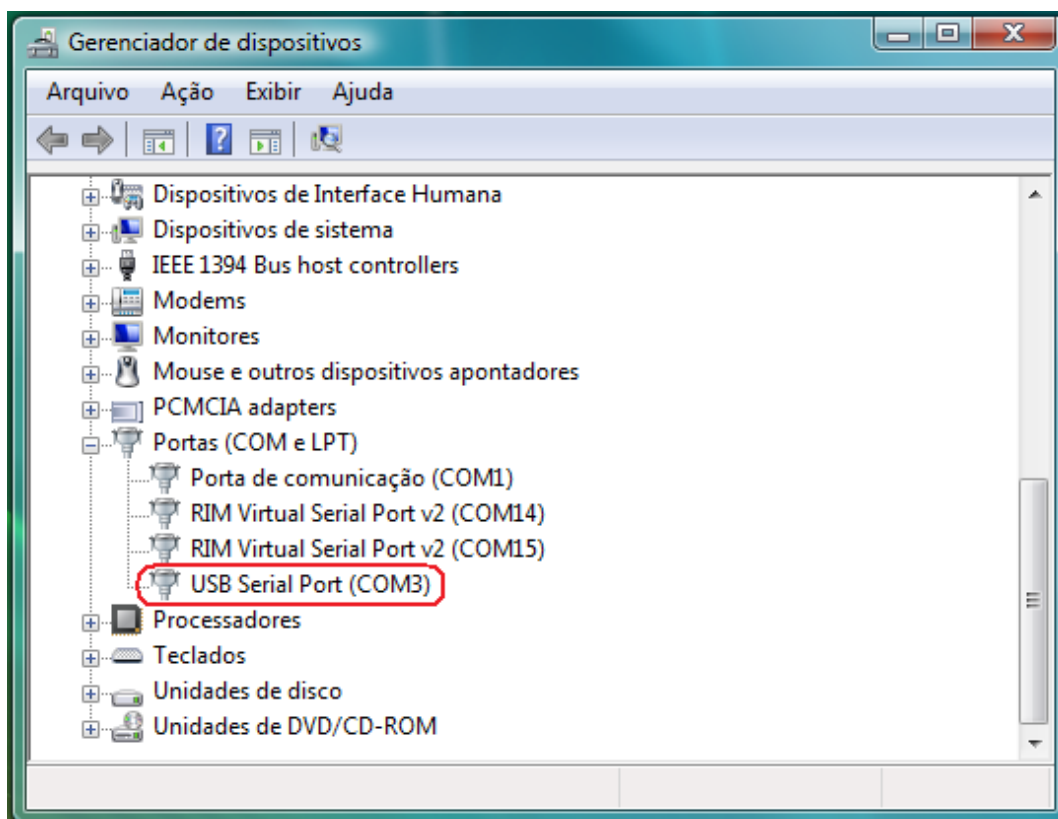 Gerenciador de dispositivos
Arquivo Ação Exibir Ajuda
Dispositivos de Interface Humana
Dispositivos de sistema
IEEE 1394 Bus host controllers
Modems
Monitores
Mouse e outros dispositivos apontadores
PCMCIA adapters
Portas (COM e LPT)
Porta de comunicação (COM1)
RIM Virtual Serial Port v2 (COM14)
RIM Virtual Serial Port v2 (COM15)
USB Serial Port (COM3)
Processadores
Teclados
Unidades de disco
Unidades de DVD/CD-ROM